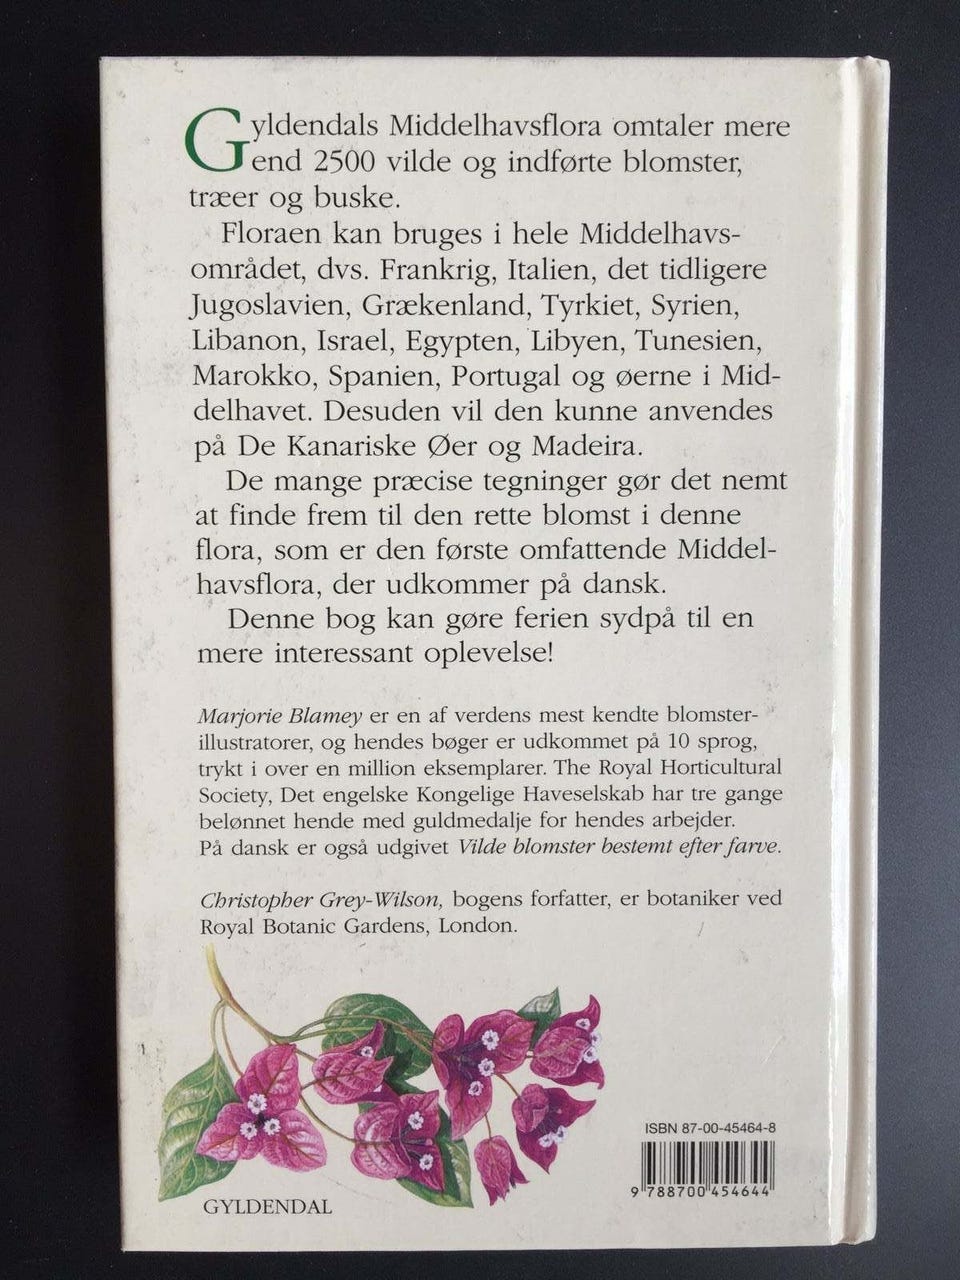 Gyldendals Middelhavsflora omtaler mere
end 2500 vilde og indførte blomster,
træer og buske.
Floraen kan bruges i hele Middelhavs-
området, dvs. Frankrig, Italien, det tidligere
Jugoslavien, Grækenland, Tyrkiet, Syrien,
Libanon, Israel, Egypten, Libyen, Tunesien,
Marokko, Spanien, Portugal og øerne i Mid-
delhavet. Desuden vil den kunne anvendes
på De Kanariske Øer og Madeira.
De mange præcise tegninger gør det nemt
at finde frem til den rette blomst i denne
flora, som er den første omfattende Middel-
havsflora, der udkommer på dansk.
Denne bog kan gøre ferien sydpå til en
mere interessant oplevelse!
Marjorie Blamey er en af verdens mest kendte blomster-
illustratorer, og hendes bøger er udkommet på 10 sprog,
trykt i over en million eksemplarer. The Royal Horticultural
Society, Det engelske Kongelige Haveselskab har tre gange
belønnet hende med guldmedalje for hendes arbejder.
På dansk er også udgivet Vilde blomster bestemt efter farve.
Christopher Grey-Wilson, bogens forfatter, er botaniker ved
Royal Botanic Gardens, London.
ISBN 87-00-45464-8
9 788700 454644
GYLDENDAL